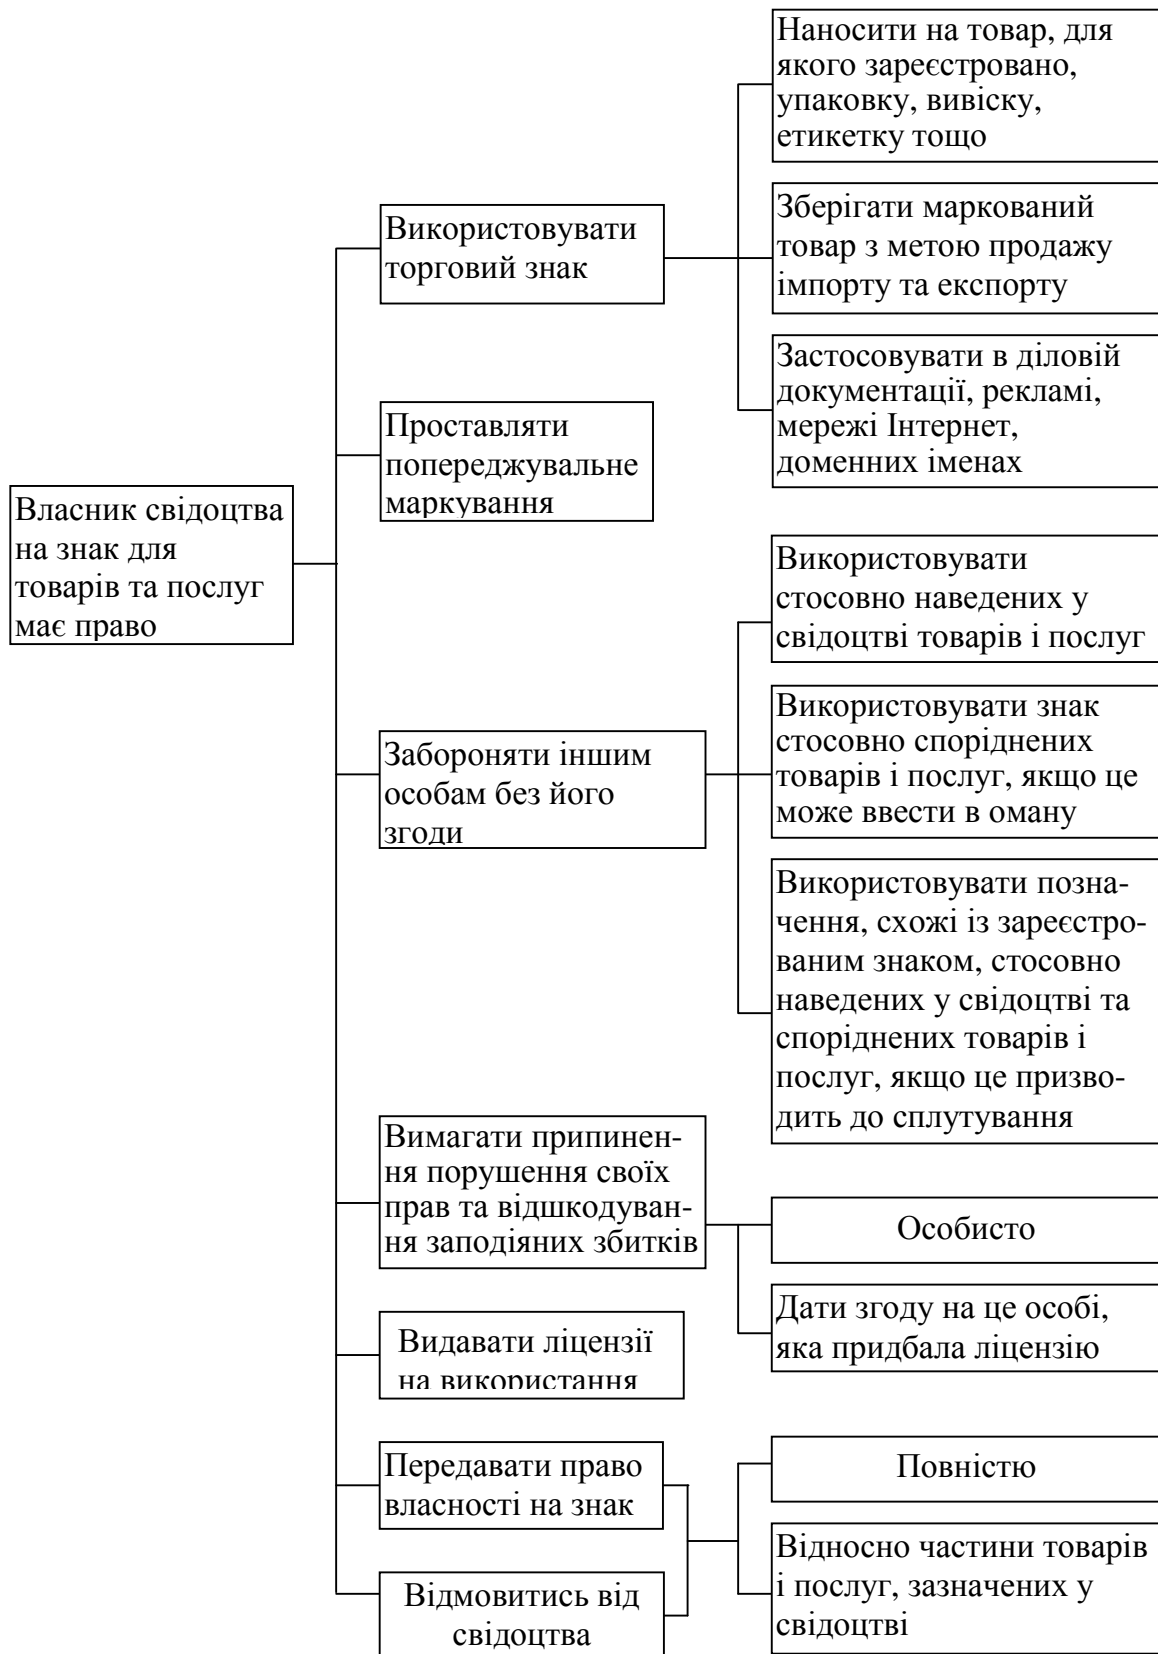 Власник свідоцтва
на знак для
товарів та послуг
має право
Використовувати
торговий знак
Наносити на товар, для
якого зареєстровано,
упаковку, вивіску,
етикетку тощо
Зберігати маркований
товар з метою продажу
імпорту та експорту
Застосовувати в діловій
документації, рекламі,
мережі Інтернет,
доменних іменах
Проставляти
попереджувальне
маркування
Забороняти іншим
особам без його
згоди
Використовувати
стосовно наведених у
свідоцтві товарів і послуг
Використовувати знак
стосовно споріднених
товарів і послуг, якщо це
може ввести в оману
Використовувати позна-
чення, схожі із зареєстро-
ваним знаком, стосовно
наведених у свідоцтві та
споріднених товарів і
послуг, якщо це призво-
дить до сплутування
Вимагати припинен-
ня порушення своїх
прав та відшкодуван-
ня заподіяних збитків
Особисто
Дати згоду на це особі,
яка придбала ліцензію
Видавати ліцензії
на використання
Передавати право
власності на знак
Відмовитись від
свідоцтва
Повністю
Відносно частини товарів
і послуг, зазначених у
свідоцтві